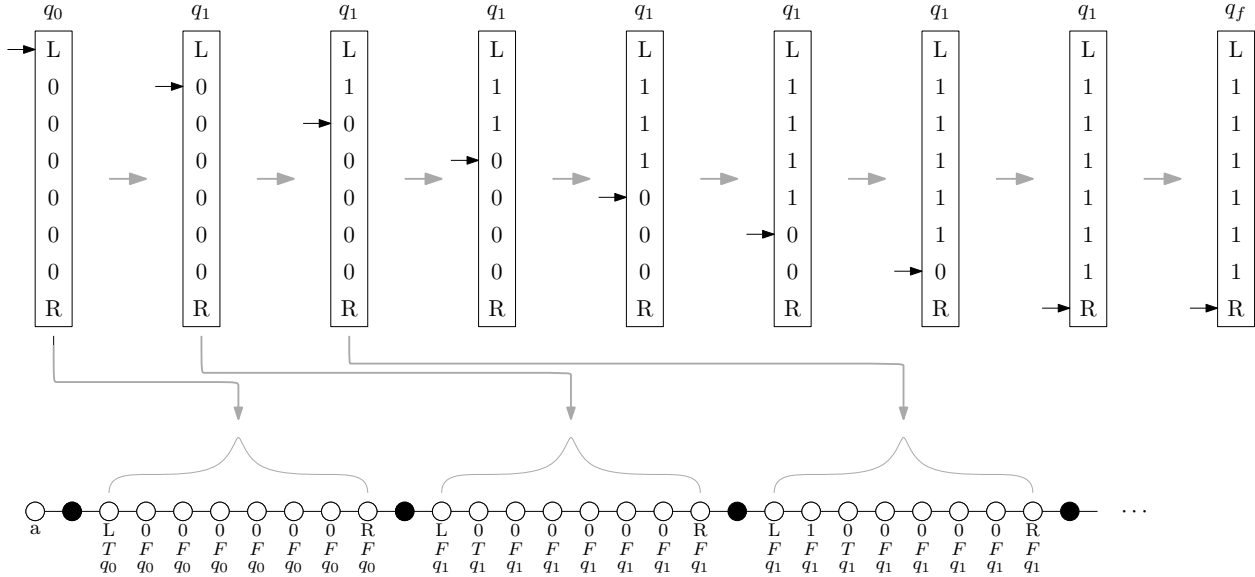 q₀ q₁ q₁ q₁ q₁ q₁ q₁ q₁ q_f
L L L L L L L L L
0 0 1 1 1 1 1 1 1
0 0 0 1 1 1 1 1 1
0 0 0 0 1 1 1 1 1
0 0 0 0 0 1 1 1 1
0 0 0 0 0 0 1 1 1
0 0 0 0 0 0 0 1 1
R R R R R R R R R
...
a L 0 0 0 0 0 0 R L 0 0 0 0 0 0 R L 1 0 0 0 0 0 R
T F F F F F F F F T F F F F F F F F T F F F F F
q₀ q₀ q₀ q₀ q₀ q₀ q₀ q₀ q₁ q₁ q₁ q₁ q₁ q₁ q₁ q₁ q₁ q₁ q₁ q₁ q₁ q₁ q₁ q₁